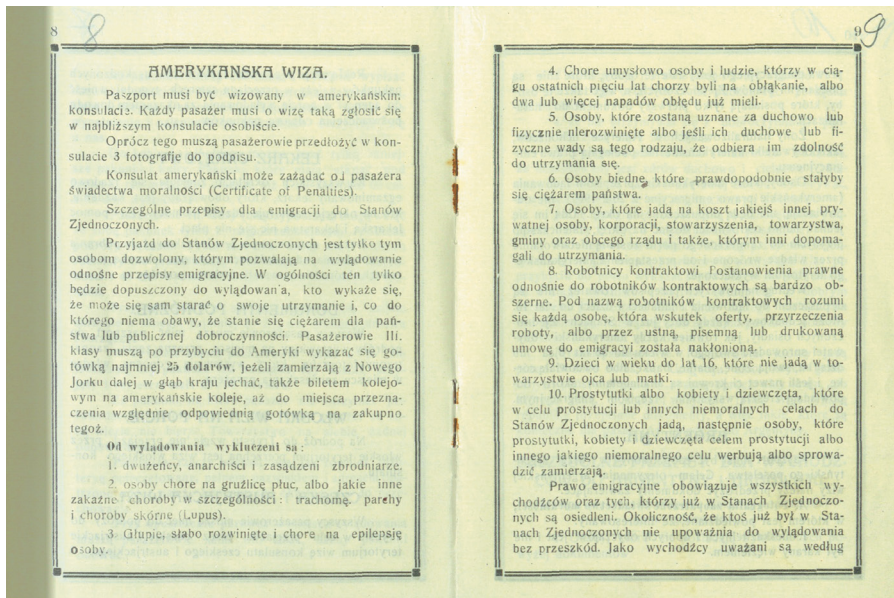 8
8
AMERYKAŃSKA WIZA.
Paszport musi być wizowany w amerykańskim
konsulacie. Każdy pasażer musi o wizę taką zgłosić się
w najbliższym konsulacie osobiście.
Oprócz tego muszą pasażerowie przedłożyć w kon-
sulacie 3 fotografje do podpisu.
Konsulat amerykański może zażądać od pasażera
świadectwa moralności (Certificate of Penalties).
Szczególne przepisy dla emigracji do Stanów
Zjednoczonych.
Przyjazd do Stanów Zjednoczonych jest tylko tym
osobom dozwolony, którym pozwalają na wylądowanie
odnośne przepisy emigracyjne. W ogólności ten tylko
będzie dopuszczony do wylądowania, kto wykaże się,
że może się sam starać o swoje utrzymanie i, co do
którego niema obawy, że stanie się ciężarem dla pań-
stwa lub publicznej dobroczynności. Pasażerowie III.
klasy muszą po przybyciu do Ameryki wykazać się go-
tówką najmniej 25 dolarów, jeżeli zamierzają z Nowego
Jorku dalej w głąb kraju jechać, także biletem kolejo-
wym na amerykańskie koleje, aż do miejsca przezna-
czenia względnie odpowiednią gotówką na zakupno
tegoż.
Od wylądowania wykluczeni są:
1. dwużeńcy, anarchiści i zasądzeni zbrodniarze.
2. osoby chore na gruźlicę płuc, albo jakie inne
zakaźne choroby w szczególności: trachomę, parchy
i choroby skórne (Lupus).
3. Głupie, słabo rozwinięte i chore na epilepsję
osoby.
9
9
4. Chore umysłowo osoby i ludzie, którzy w cią-
gu ostatnich pięciu lat chorzy byli na obłąkanie, albo
dwa lub więcej napadów obłędu już mieli.
5. Osoby, które zostaną uznane za duchowo lub
fizycznie nierozwinięte albo jeśli ich duchowe lub fi-
zyczne wady są tego rodzaju, że odbiera im zdolność
do utrzymania się.
6. Osoby biedne, które prawdopodobnie stałyby
się ciężarem państwa.
7. Osoby, które jadą na koszt jakiejś innej pry-
watnej osoby, korporacji, stowarzyszenia, towarzystwa,
gminy oraz obcego rządu i także, którym inni dopoma-
gali do utrzymania.
8. Robotnicy kontraktowi Postanowienia prawne
odnośnie do robotników kontraktowych są bardzo ob-
szerne. Pod nazwą robotników kontraktowych rozumi
się każdą osobę, która wskutek oferty, przyrzeczenia
roboty, albo przez ustną, pisemną lub drukowaną
umowę do emigracyi została nakłonioną.
9. Dzieci w wieku do lat 16, które nie jadą w to-
warzystwie ojca lub matki.
10. Prostytutki albo kobiety i dziewczęta, które
w celu prostytucji lub innych niemoralnych celach do
Stanów Zjednoczonych jadą, następnie osoby, które
prostytutki, kobiety i dziewczęta celem prostytucji albo
innego jakiego niemoralnego celu werbują albo sprowa-
dzić zamierzają.
Prawo emigracyjne obowiązuje wszystkich wy-
chodźców oraz tych, którzy już w Stanach Zjednoczo-
nych są osiedleni. Okoliczność, że ktoś już był w Sta-
nach Zjednoczonych nie upoważnia do wylądowania
bez przeszkód. Jako wychodźcy uważani są według